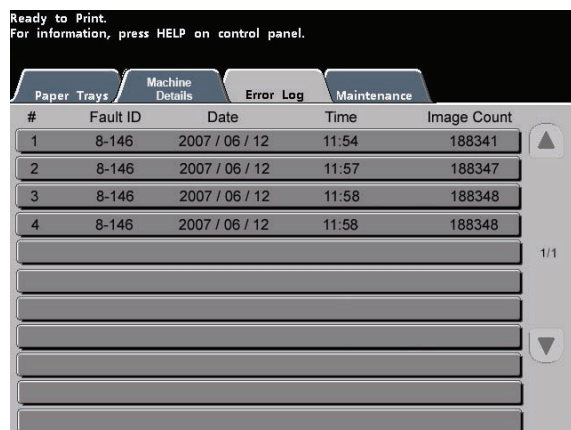 Ready to Print.
For information, press HELP on control panel.
Paper Trays
Machine Details
Error Log
Maintenance
# Fault ID Date Time Image Count
1 8-146 2007 / 06 / 12 11:54 188341
2 8-146 2007 / 06 / 12 11:57 188347
3 8-146 2007 / 06 / 12 11:58 188348
4 8-146 2007 / 06 / 12 11:58 188348
1/1